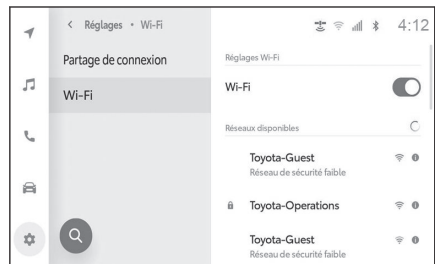 < Réglages • Wi-Fi
4:12
Partage de connexion
Wi-Fi
Réglages Wi-Fi
Wi-Fi
Réseaux disponibles
Toyota-Guest
Réseau de sécurité faible
Toyota-Operations
Toyota-Guest
Réseau de sécurité faible